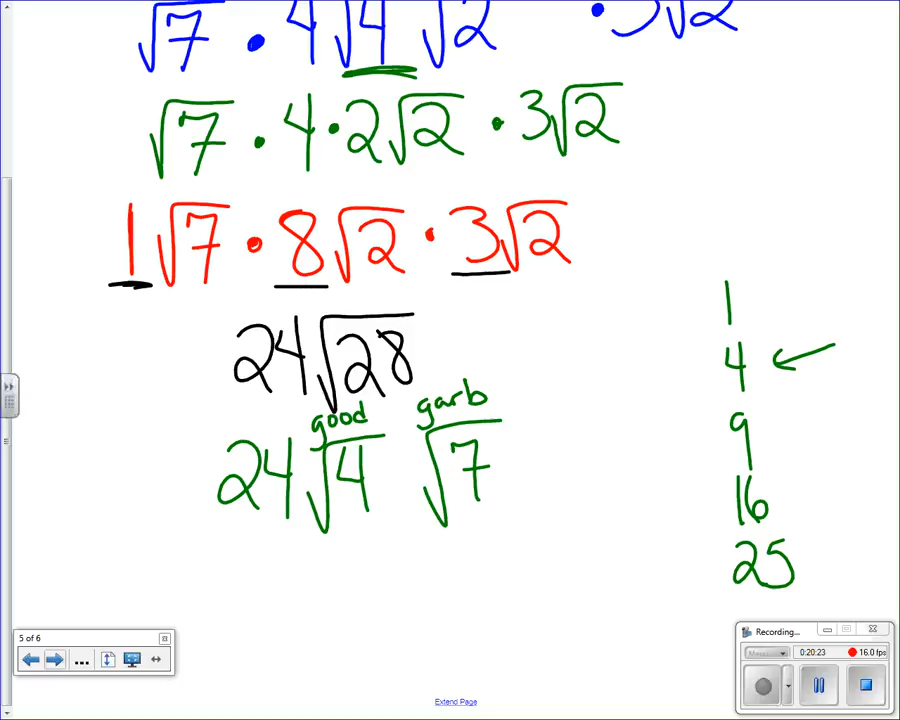 √7 • 4√4 √2 • 3√2
√7 • 4 • 2√2 • 3√2
1√7 • 8√2 • 3√2
24√28
good garb
24√4 √7
1
4 ←
9
16
25
5 of 6
...
Recording...
0:20:23
16.0 fps
Extend Page